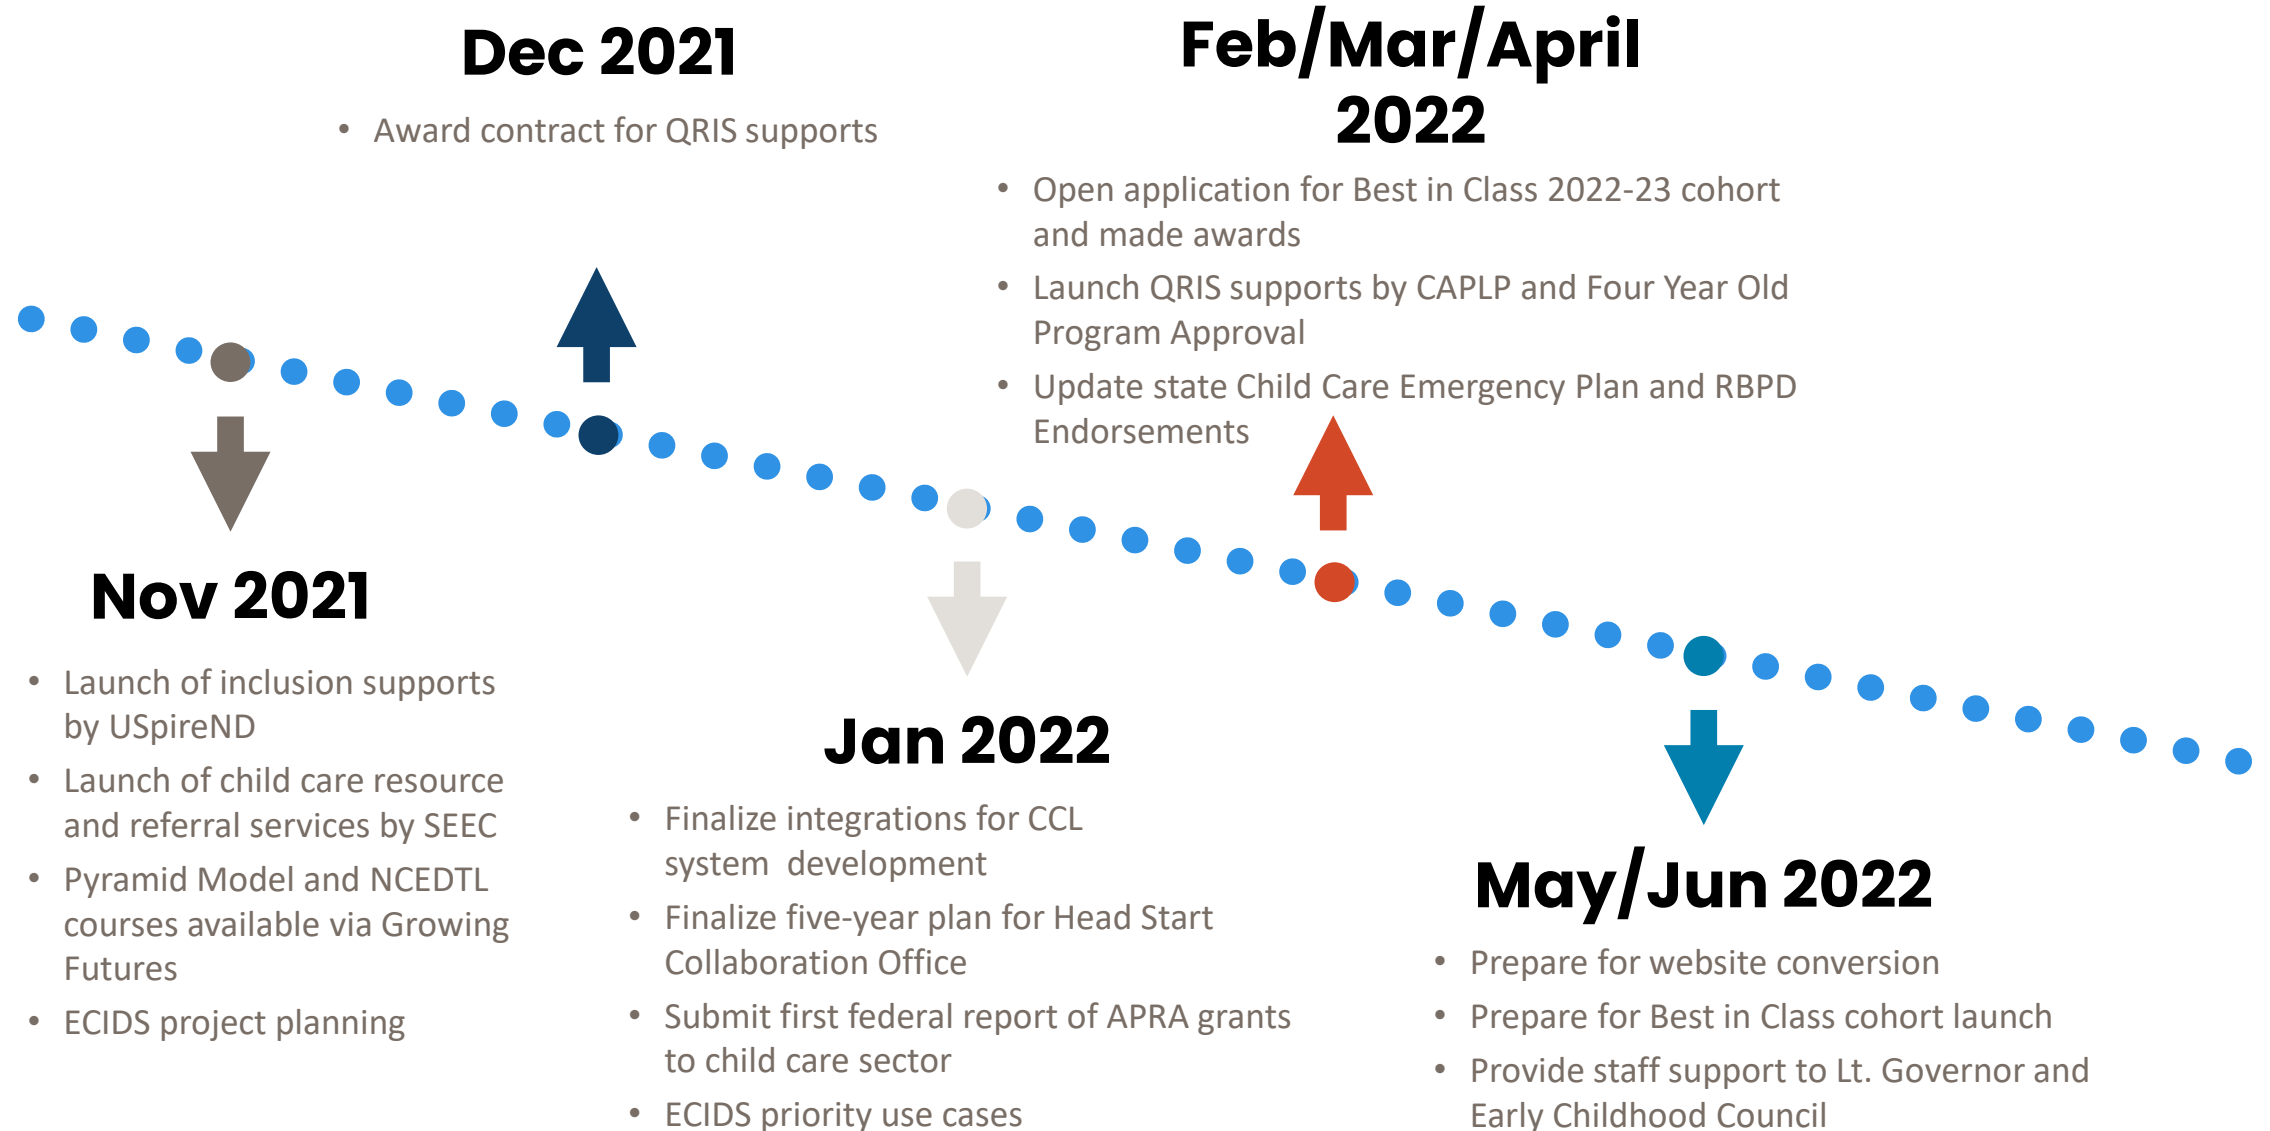 Dec 2021
• Award contract for QRIS supports
Feb/Mar/April
2022
• Open application for Best in Class 2022-23 cohort
and made awards
• Launch QRIS supports by CAPLP and Four Year Old
Program Approval
• Update state Child Care Emergency Plan and RBPD
Endorsements
Nov 2021
• Launch of inclusion supports
by USpireND
• Launch of child care resource
and referral services by SEEC
• Pyramid Model and NCEDTL
courses available via Growing
Futures
• ECIDS project planning
Jan 2022
• Finalize integrations for CCL
system  development
• Finalize five-year plan for Head Start
Collaboration Office
• Submit first federal report of APRA grants
to child care sector
• ECIDS priority use cases
May/Jun 2022
• Prepare for website conversion
• Prepare for Best in Class cohort launch
• Provide staff support to Lt. Governor and
Early Childhood Council